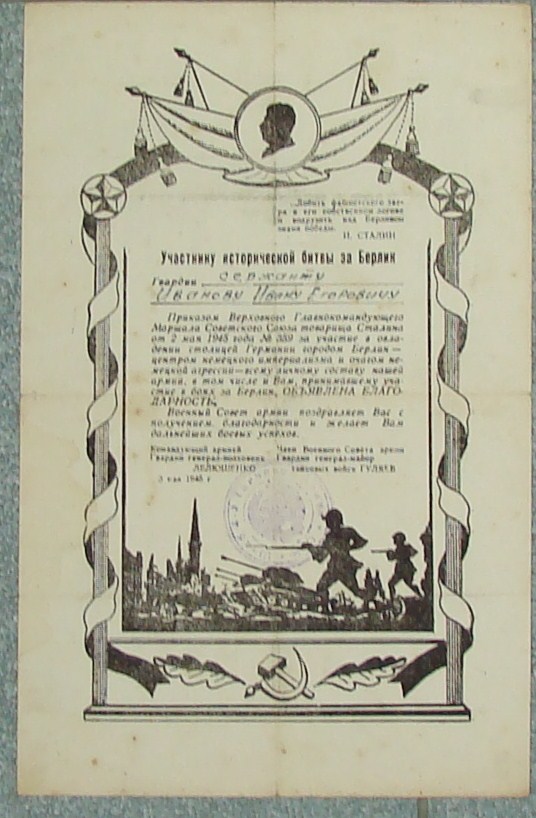 „Добить фашистского зве-
ря в его собственном логове
и водрузить над Берлином
знамя победы.
И. СТАЛИН
Участнику исторической битвы за Берлин
Гвардии сержанту
Иванову Ивану Егоровичу
Приказом Верховного Главнокомандующего
Маршала Советского Союза товарища Сталина
от 2 мая 1945 года № 359 за участие в овла-
дении столицей Германии городом Берлин—
центром немецкого империализма и очагом не-
мецкой агрессии—всему личному составу нашей
армии, в том числе и Вам, принимавшему уча-
стие в боях за Берлин, ОБЪЯВЛЕНА БЛАГО-
ДАРНОСТЬ.
Военный Совет армии поздравляет Вас с
получением благодарности и желает Вам
дальнейших боевых успехов.
Командующий армией
Гвардии генерал-полковник
ЛЕЛЮШЕНКО
3 мая 1945 г
Член Военного Совета армии
Гвардии генерал-майор
танковых войск ГУЛЯЕВ